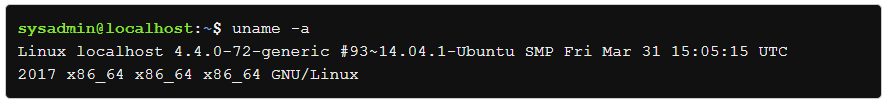 sysadmin@localhost:~$ uname -a
Linux localhost 4.4.0-72-generic #93~14.04.1-Ubuntu SMP Fri Mar 31 15:05:15 UTC
2017 x86_64 x86_64 x86_64 GNU/Linux